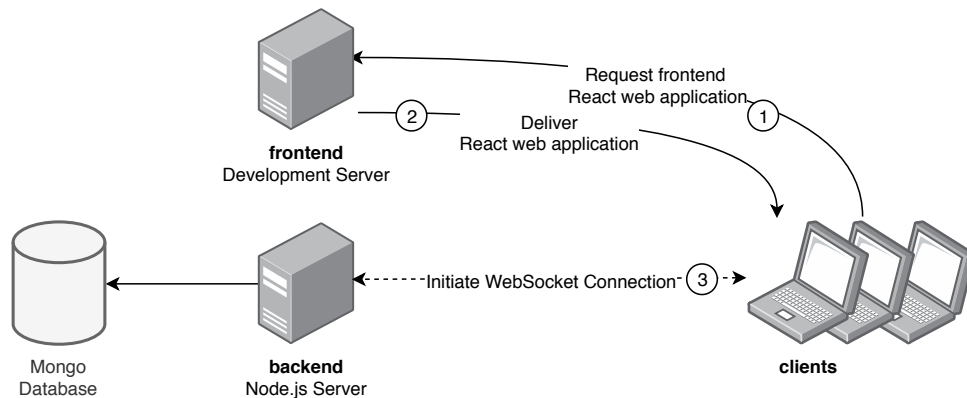 Request frontend
React web application
1
2
Deliver
React web application
frontend
Development Server
Initiate WebSocket Connection
3
Mongo
Database
backend
Node.js Server
clients